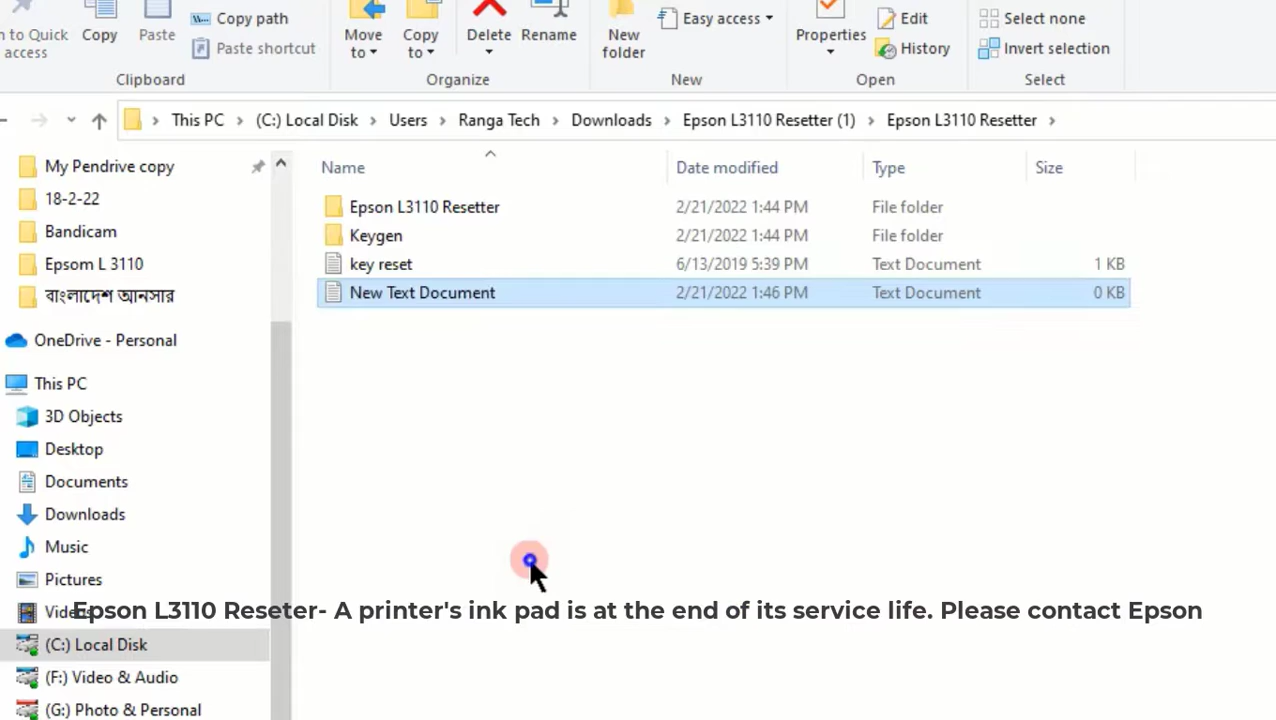 n to Quick access
Copy
Paste
Copy path
Paste shortcut
Clipboard
Move to
Copy to
Delete
Rename
Organize
New folder
Easy access
New
Properties
Edit
History
Open
Select none
Invert selection
Select
This PC > (C:) Local Disk > Users > Ranga Tech > Downloads > Epson L3110 Resetter (1) > Epson L3110 Resetter >
Name Date modified Type Size
Epson L3110 Resetter 2/21/2022 1:44 PM File folder
Keygen 2/21/2022 1:44 PM File folder
key reset 6/13/2019 5:39 PM Text Document 1 KB
New Text Document 2/21/2022 1:46 PM Text Document 0 KB
My Pendrive copy
18-2-22
Bandicam
Epsom L 3110
বাংলাদেশ আনসার
OneDrive - Personal
This PC
3D Objects
Desktop
Documents
Downloads
Music
Pictures
Epson L3110 Reseter- A printer's ink pad is at the end of its service life. Please contact Epson
(C:) Local Disk
(F:) Video & Audio
(G:) Photo & Personal